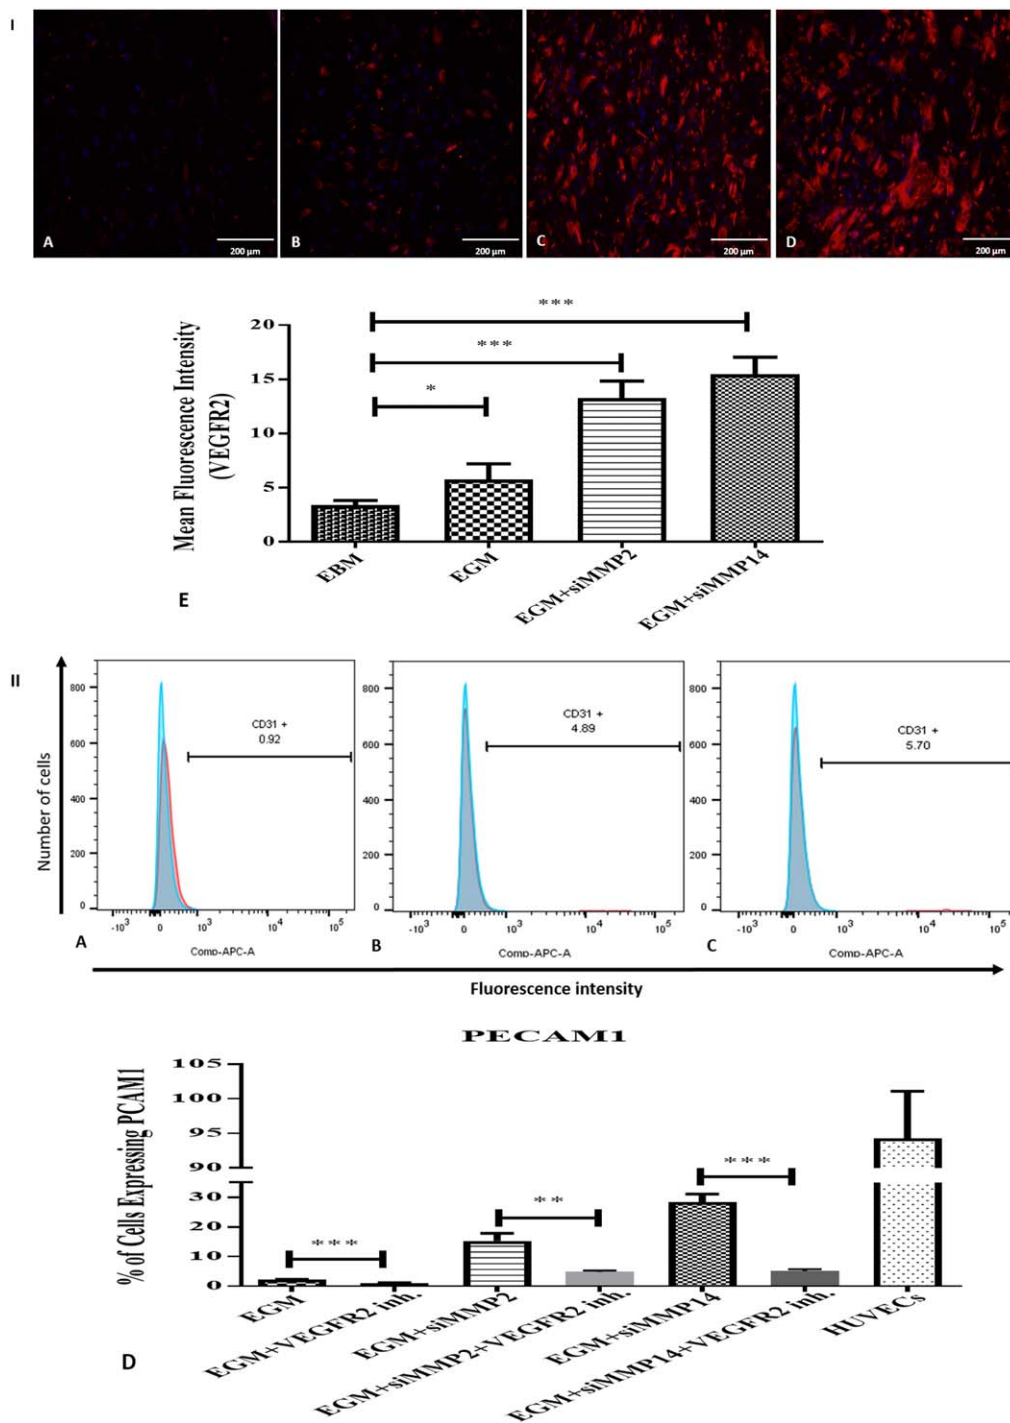 I
A
200 µm
B
200 µm
C
200 µm
D
200 µm
Mean Fluorescence Intensity
(VEGFR2)
20
15
10
5
0
***
***
*
EBM
EGM
EGM+siMMP2
EGM+siMMP14
E
II
Number of cells
800
600
400
200
0
CD31 +
0.92
-10³ 0 10³ 10⁴ 10⁵
Comp-APC-A
A
800
600
400
200
0
CD31 +
4.89
-10³ 0 10³ 10⁴ 10⁵
Comp-APC-A
B
800
600
400
200
0
CD31 +
5.70
-10³ 0 10³ 10⁴ 10⁵
Comp-APC-A
C
Fluorescence intensity
PECAM1
% of Cells Expressing PCAM1
105
100
95
90
30
20
10
0
***
**
***
EGM
EGM+VEGFR2 inh.
EGM+siMMP2
EGM+siMMP2+VEGFR2 inh.
EGM+siMMP14
EGM+siMMP14+VEGFR2 inh.
HUVECs
D